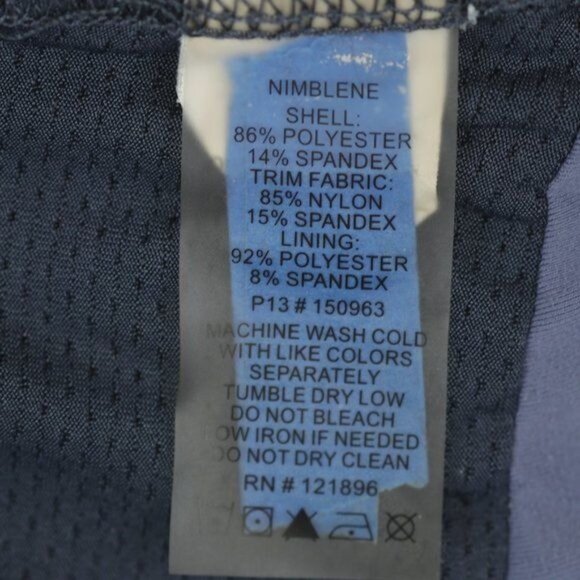 NIMBLENE
SHELL:
86% POLYESTER
14% SPANDEX
TRIM FABRIC:
85% NYLON
15% SPANDEX
LINING:
92% POLYESTER
8% SPANDEX
P13 # 150963
MACHINE WASH COLD
WITH LIKE COLORS
SEPARATELY
TUMBLE DRY LOW
DO NOT BLEACH
LOW IRON IF NEEDED
DO NOT DRY CLEAN
RN # 121896